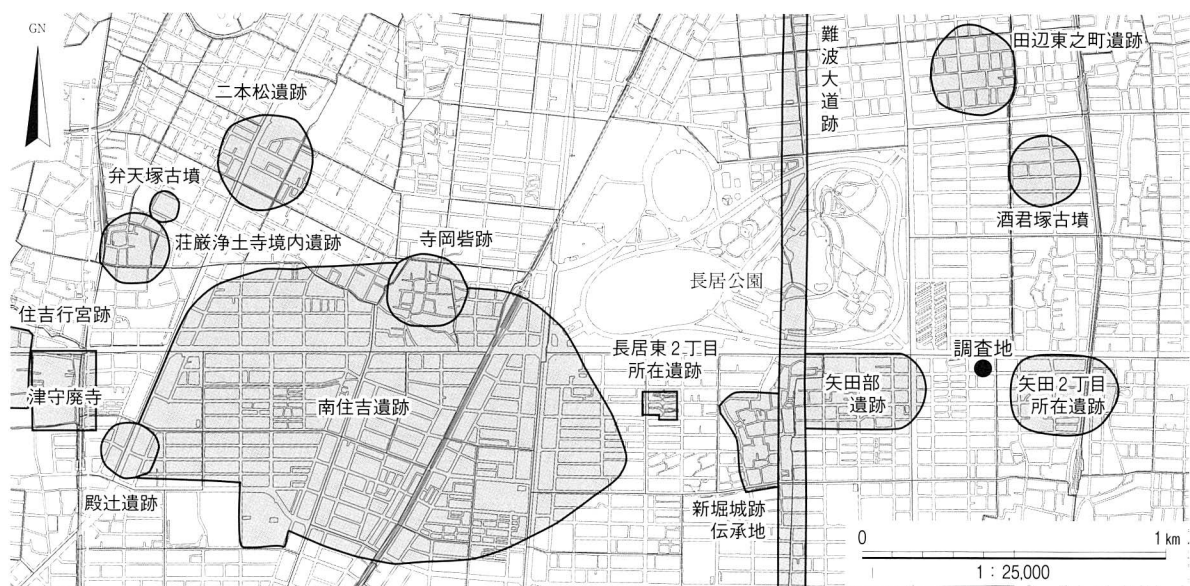 GN
難波大道跡
田辺東之町遺跡
二本松遺跡
弁天塚古墳
酒君塚古墳
荘厳浄土寺境内遺跡
寺岡砦跡
長居公園
住吉行宮跡
長居東2丁目
所在遺跡
調査地
津守廃寺
南住吉遺跡
矢田部
遺跡
矢田2丁目
所在遺跡
殿辻遺跡
新堀城跡
伝承地
0
1km
1:25,000